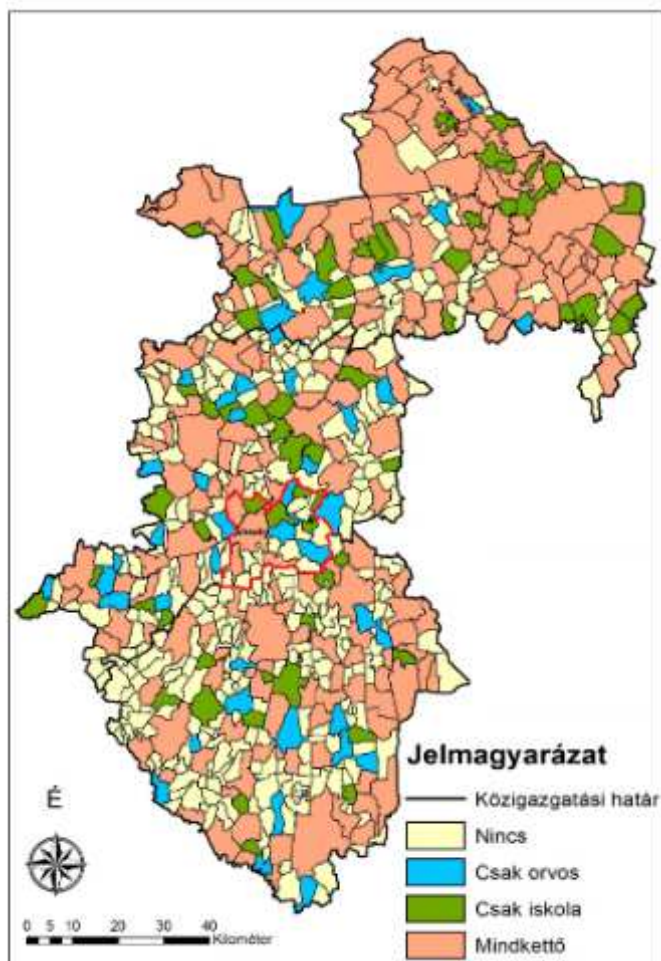 Jelmagyarázat
Közigazgatási határ
Nincs
Csak orvos
Csak iskola
Mindkettő
É
0 5 10 20 30 40
Kilométer